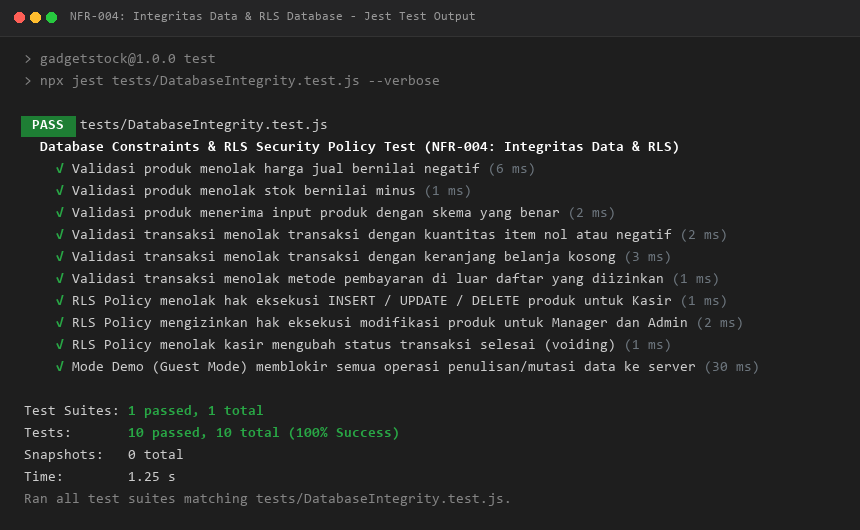 NFR-004: Integritas Data & RLS Database - Jest Test Output
> gadgetstock@1.0.0 test
> npx jest tests/DatabaseIntegrity.test.js --verbose
PASS tests/DatabaseIntegrity.test.js
Database Constraints & RLS Security Policy Test (NFR-004: Integritas Data & RLS)
√ Validasi produk menolak harga jual bernilai negatif (6 ms)
√ Validasi produk menolak stok bernilai minus (1 ms)
√ Validasi produk menerima input produk dengan skema yang benar (2 ms)
√ Validasi transaksi menolak transaksi dengan kuantitas item nol atau negatif (2 ms)
√ Validasi transaksi menolak transaksi dengan keranjang belanja kosong (3 ms)
√ Validasi transaksi menolak metode pembayaran di luar daftar yang diizinkan (1 ms)
√ RLS Policy menolak hak eksekusi INSERT / UPDATE / DELETE produk untuk Kasir (1 ms)
√ RLS Policy mengizinkan hak eksekusi modifikasi produk untuk Manager dan Admin (2 ms)
√ RLS Policy menolak kasir mengubah status transaksi selesai (voiding) (1 ms)
√ Mode Demo (Guest Mode) memblokir semua operasi penulisan/mutasi data ke server (30 ms)
Test Suites: 1 passed, 1 total
Tests: 10 passed, 10 total (100% Success)
Snapshots: 0 total
Time: 1.25 s
Ran all test suites matching tests/DatabaseIntegrity.test.js.